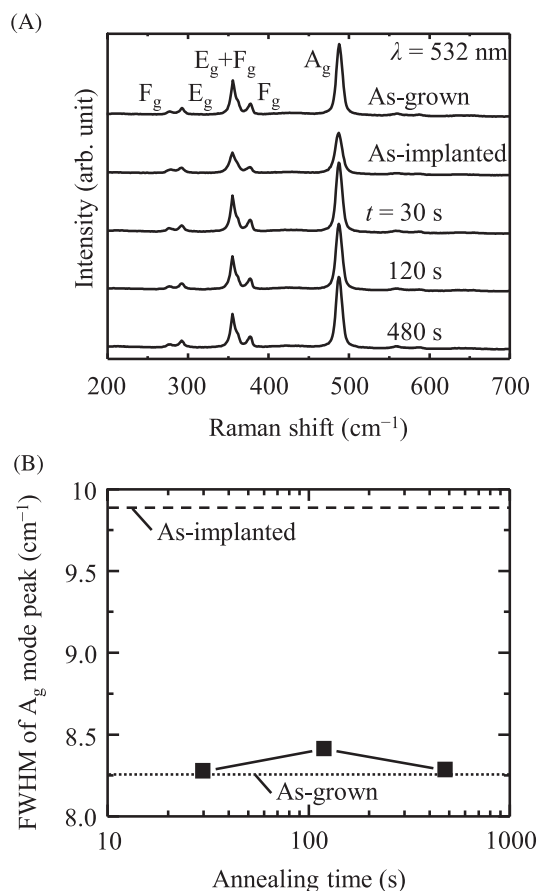 (A)
λ = 532 nm
E_g+F_g
A_g
F_g
E_g
F_g
As-grown
As-implanted
t = 30 s
120 s
480 s
Intensity (arb. unit)
200 300 400 500 600 700
Raman shift (cm⁻¹)
(B)
10
As-implanted
9.75
9.5
9.0
8.5
As-grown
8.0
FWHM of A_g mode peak (cm⁻¹)
10 100 1000
Annealing time (s)